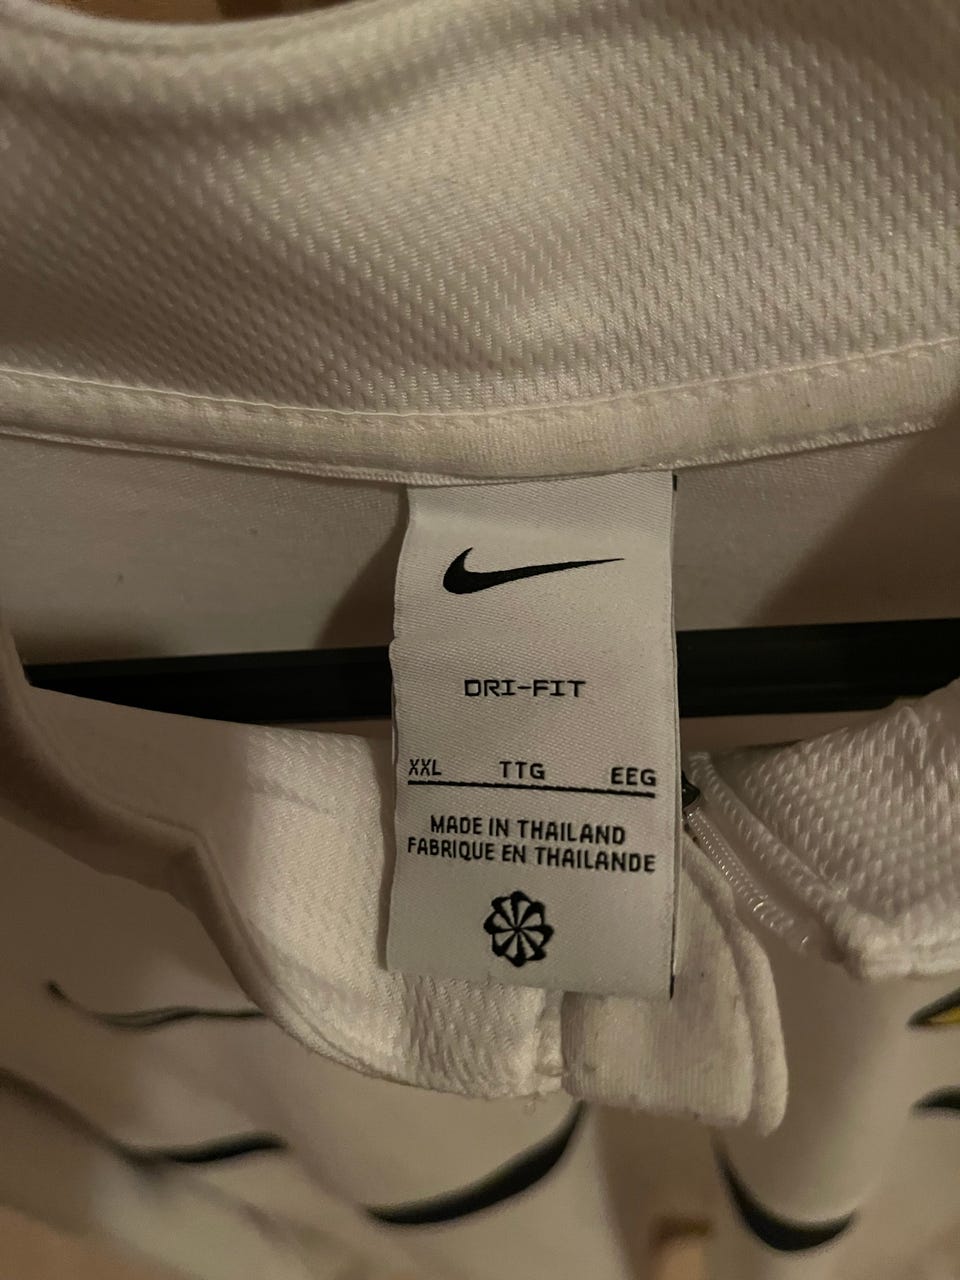 DRI-FIT
XXL TTG EEG
MADE IN THAILAND
FABRIQUE EN THAILANDE